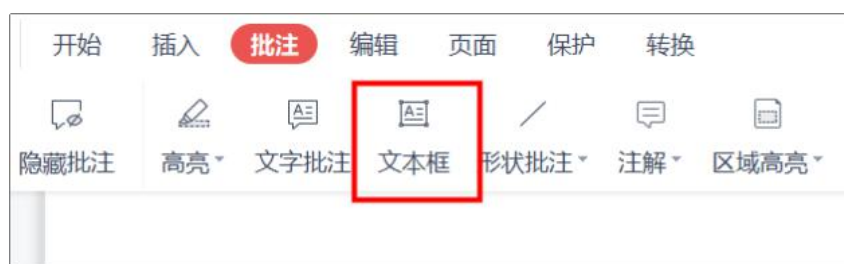 开始 插入 批注 编辑 页面 保护 转换
隐藏批注 高亮 文字批注 文本框 形状批注 注解 区域高亮